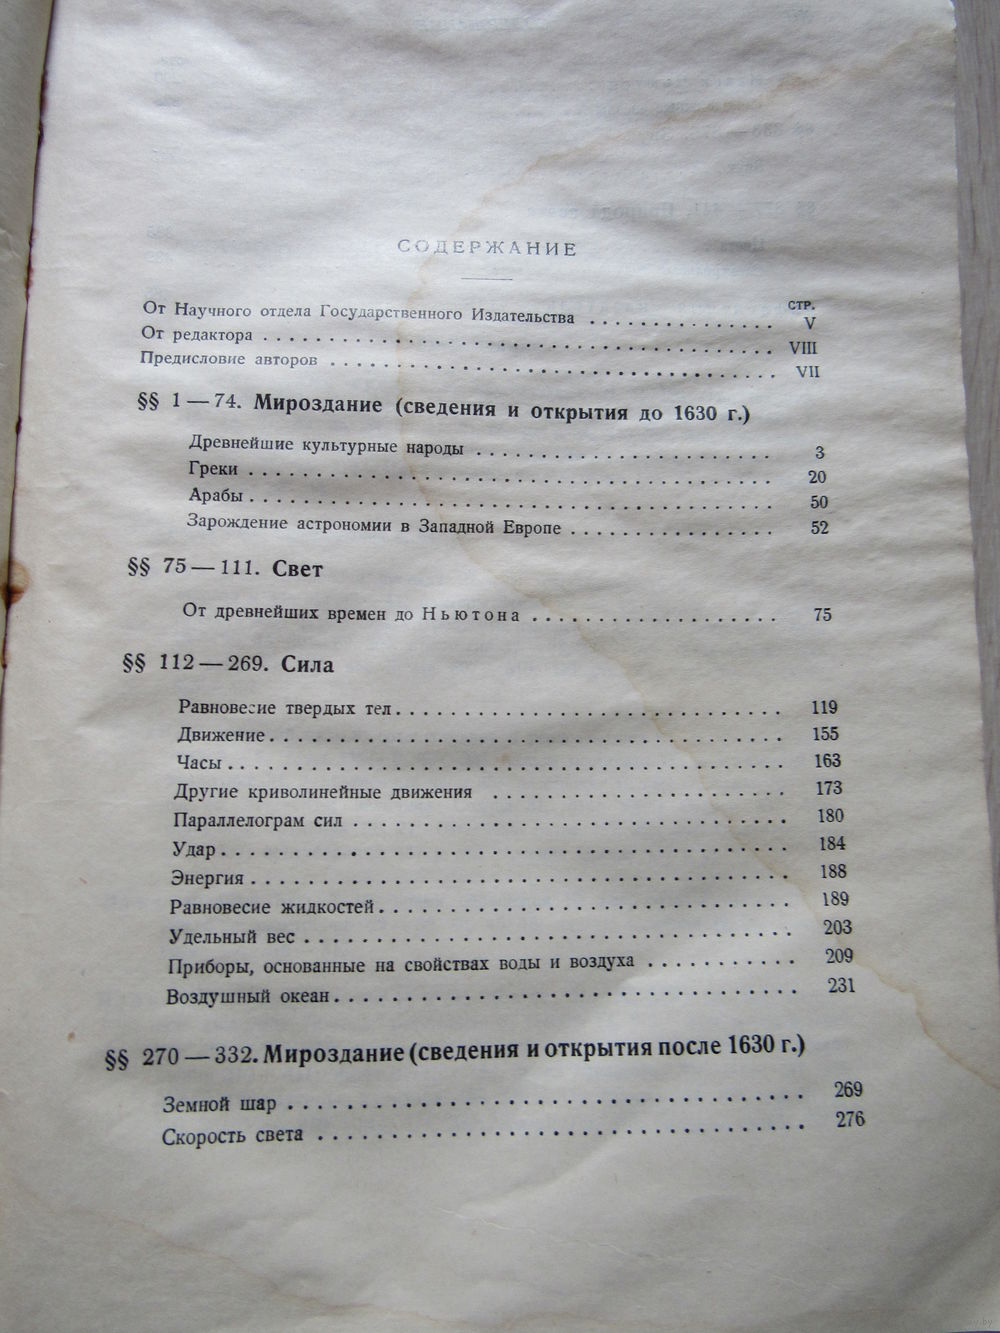 СОДЕРЖАНИЕ
СТР.
От Научного отдела Государственного Издательства . . . . . . . . . . . . . V
От редактора . . . . . . . . . . . . . . . . . . . . . . . . . . . . . . . . . . . VIII
Предисловие авторов . . . . . . . . . . . . . . . . . . . . . . . . . . . . . . VII
§§ 1 — 74. Мироздание (сведения и открытия до 1630 г.)
Древнейшие культурные народы . . . . . . . . . . . . . . . . . . . . 3
Греки . . . . . . . . . . . . . . . . . . . . . . . . . . . . . . . . . . . . 20
Арабы . . . . . . . . . . . . . . . . . . . . . . . . . . . . . . . . . . . . 50
Зарождение астрономии в Западной Европе . . . . . . . . . . . . . . 52
§§ 75 — 111. Свет
От древнейших времен до Ньютона . . . . . . . . . . . . . . . . . 75
§§ 112 — 269. Сила
Равновесие твердых тел . . . . . . . . . . . . . . . . . . . . . . . . . . . 119
Движение . . . . . . . . . . . . . . . . . . . . . . . . . . . . . . . . . . . . 155
Часы . . . . . . . . . . . . . . . . . . . . . . . . . . . . . . . . . . . . . . . 163
Другие криволинейные движения . . . . . . . . . . . . . . . . . . . . . 173
Параллелограм сил . . . . . . . . . . . . . . . . . . . . . . . . . . . . . . 180
Удар . . . . . . . . . . . . . . . . . . . . . . . . . . . . . . . . . . . . . . . 184
Энергия . . . . . . . . . . . . . . . . . . . . . . . . . . . . . . . . . . . . . 188
Равновесие жидкостей . . . . . . . . . . . . . . . . . . . . . . . . . . . . 189
Удельный вес . . . . . . . . . . . . . . . . . . . . . . . . . . . . . . . . . . 203
Приборы, основанные на свойствах воды и воздуха . . . . . . . . . . . 209
Воздушный океан . . . . . . . . . . . . . . . . . . . . . . . . . . . . . . . . 231
§§ 270 — 332. Мироздание (сведения и открытия после 1630 г.)
Земной шар . . . . . . . . . . . . . . . . . . . . . . . . . . . . . . . . . . . 269
Скорость света . . . . . . . . . . . . . . . . . . . . . . . . . . . . . . . . . 276